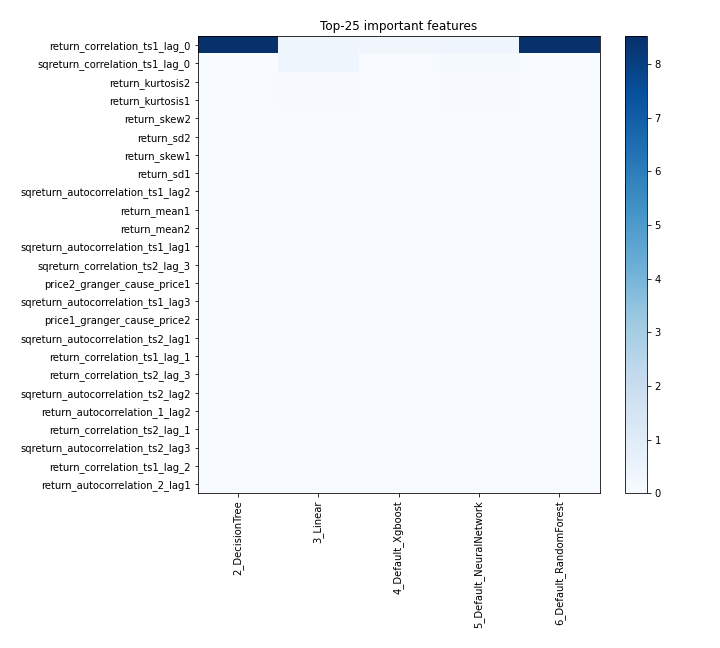 Top-25 important features
return_correlation_ts1_lag_0
sqreturn_correlation_ts1_lag_0
return_kurtosis2
return_kurtosis1
return_skew2
return_sd2
return_skew1
return_sd1
sqreturn_autocorrelation_ts1_lag2
return_mean1
return_mean2
sqreturn_autocorrelation_ts1_lag1
sqreturn_correlation_ts2_lag_3
price2_granger_cause_price1
sqreturn_autocorrelation_ts1_lag3
price1_granger_cause_price2
sqreturn_autocorrelation_ts2_lag1
return_correlation_ts1_lag_1
return_correlation_ts2_lag_3
sqreturn_autocorrelation_ts2_lag2
return_autocorrelation_1_lag2
return_correlation_ts2_lag_1
sqreturn_autocorrelation_ts2_lag3
return_correlation_ts1_lag_2
return_autocorrelation_2_lag1
2_DecisionTree
3_Linear
4_Default_Xgboost
5_Default_NeuralNetwork
6_Default_RandomForest
8
7
6
5
4
3
2
1
0